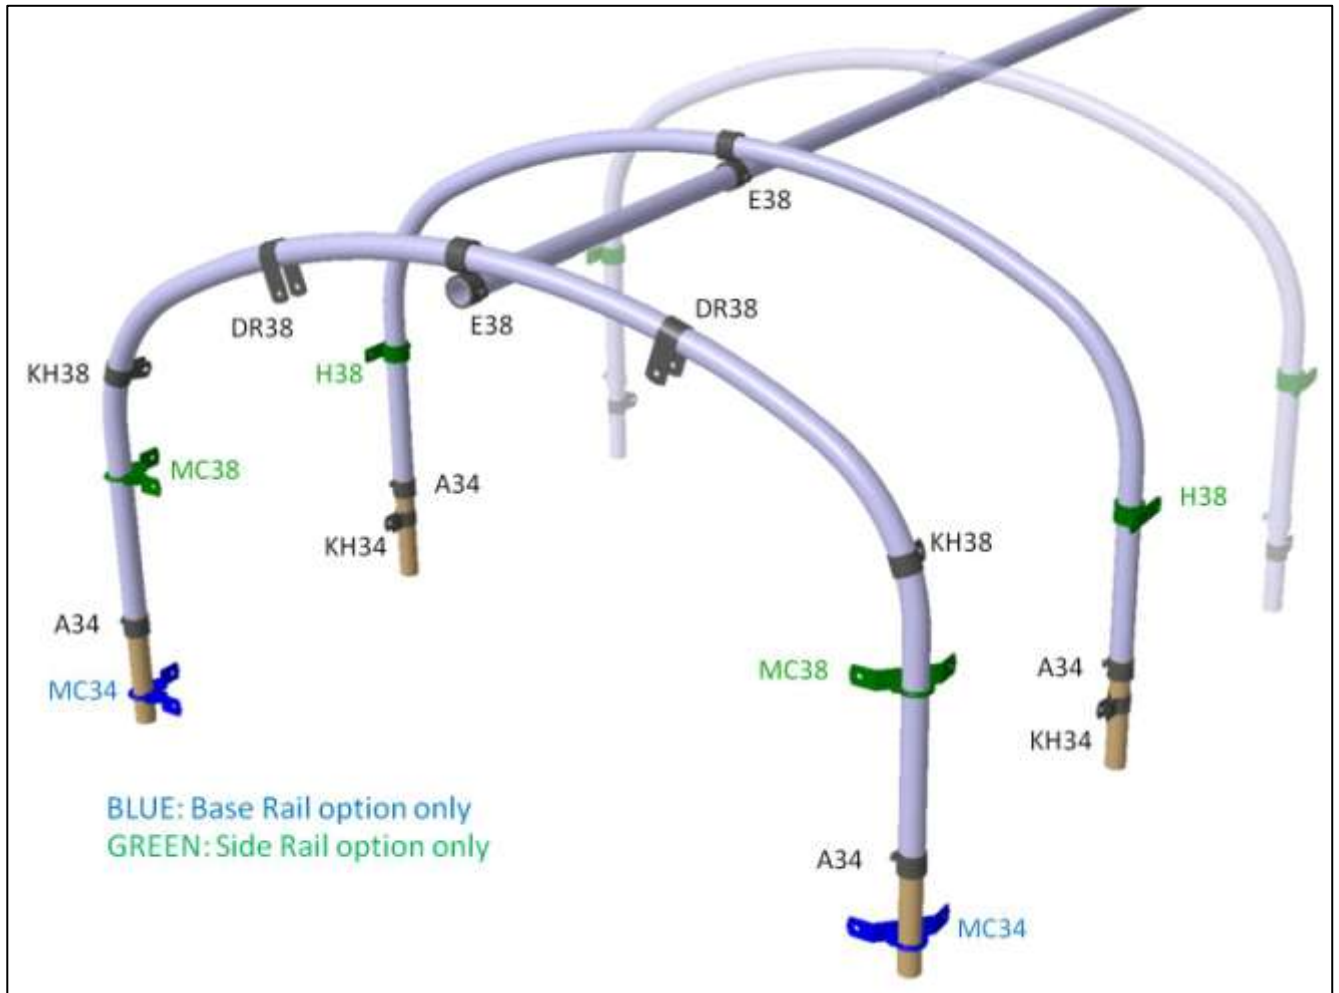 E38
DR38
E38
DR38
KH38
H38
MC38
A34
H38
KH34
KH38
A34
MC38
A34
MC34
KH34
BLUE: Base Rail option only
GREEN: Side Rail option only
A34
MC34